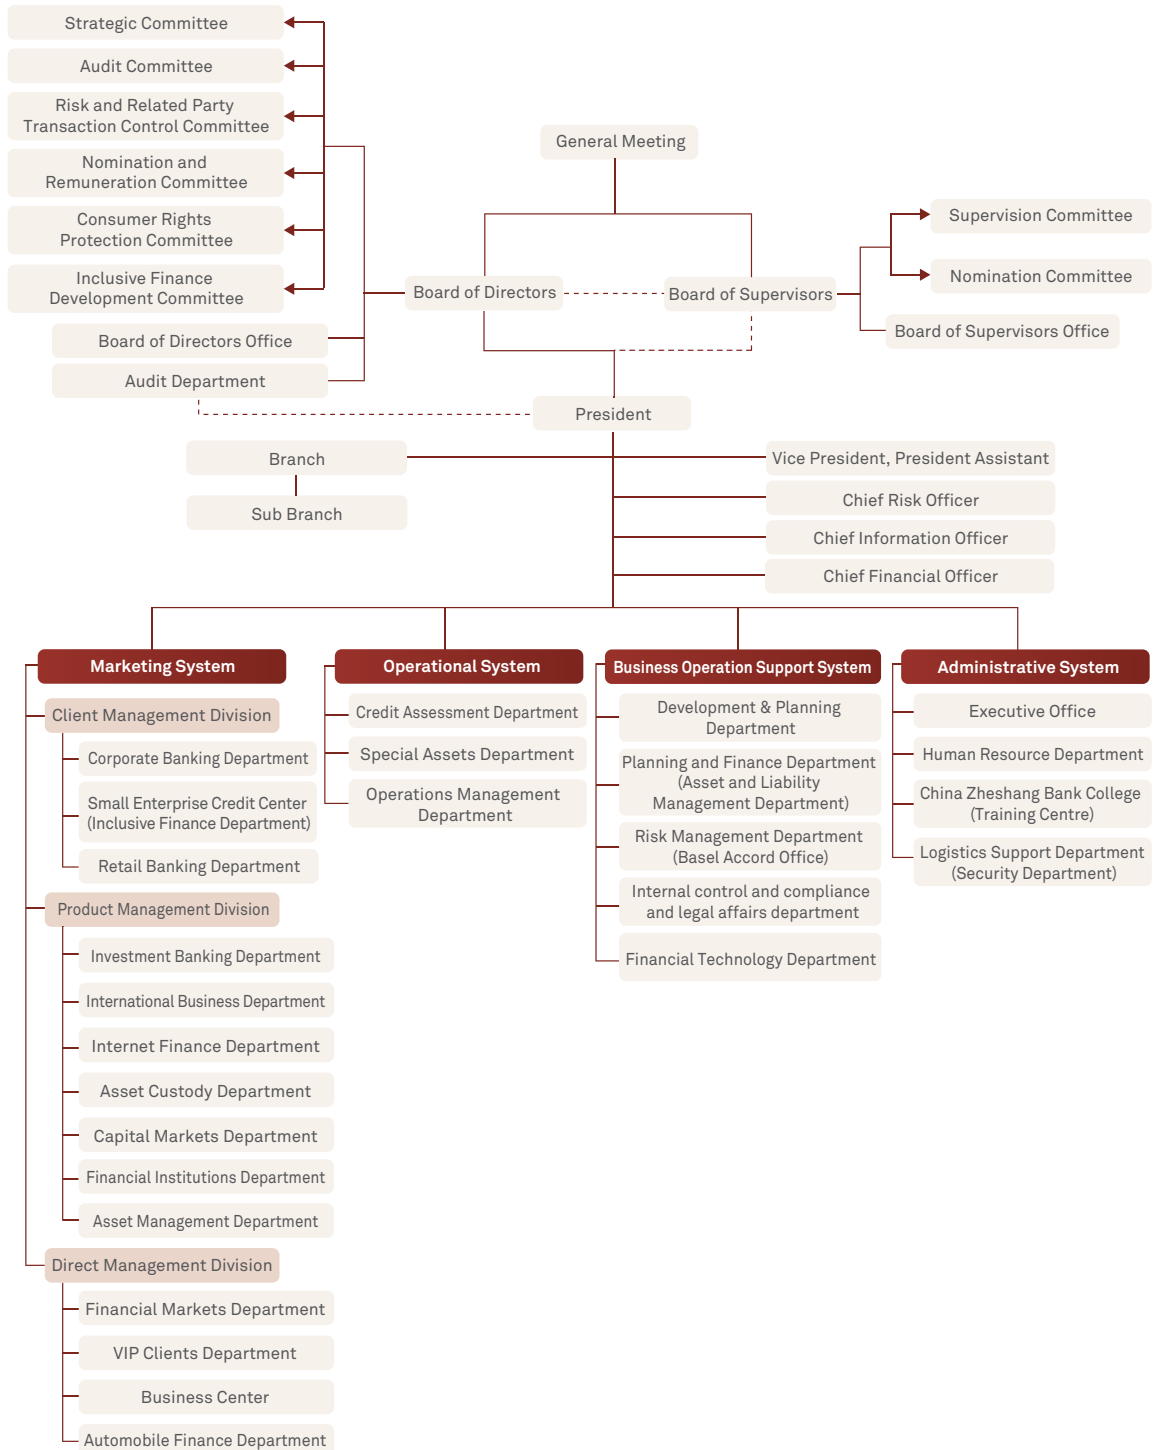 Strategic Committee
Audit Committee
Risk and Related Party
Transaction Control Committee
Nomination and
Remuneration Committee
Consumer Rights
Protection Committee
Inclusive Finance
Development Committee
Board of Directors Office
Audit Department
General Meeting
Board of Directors
Board of Supervisors
Supervision Committee
Nomination Committee
Board of Supervisors Office
President
Branch
Sub Branch
Vice President, President Assistant
Chief Risk Officer
Chief Information Officer
Chief Financial Officer
Marketing System
Client Management Division
Corporate Banking Department
Small Enterprise Credit Center
(Inclusive Finance Department)
Retail Banking Department
Product Management Division
Investment Banking Department
International Business Department
Internet Finance Department
Asset Custody Department
Capital Markets Department
Financial Institutions Department
Asset Management Department
Direct Management Division
Financial Markets Department
VIP Clients Department
Business Center
Automobile Finance Department
Operational System
Credit Assessment Department
Special Assets Department
Operations Management
Department
Business Operation Support System
Development & Planning
Department
Planning and Finance Department
(Asset and Liability
Management Department)
Risk Management Department
(Basel Accord Office)
Internal control and compliance
and legal affairs department
Financial Technology Department
Administrative System
Executive Office
Human Resource Department
China Zheshang Bank College
(Training Centre)
Logistics Support Department
(Security Department)